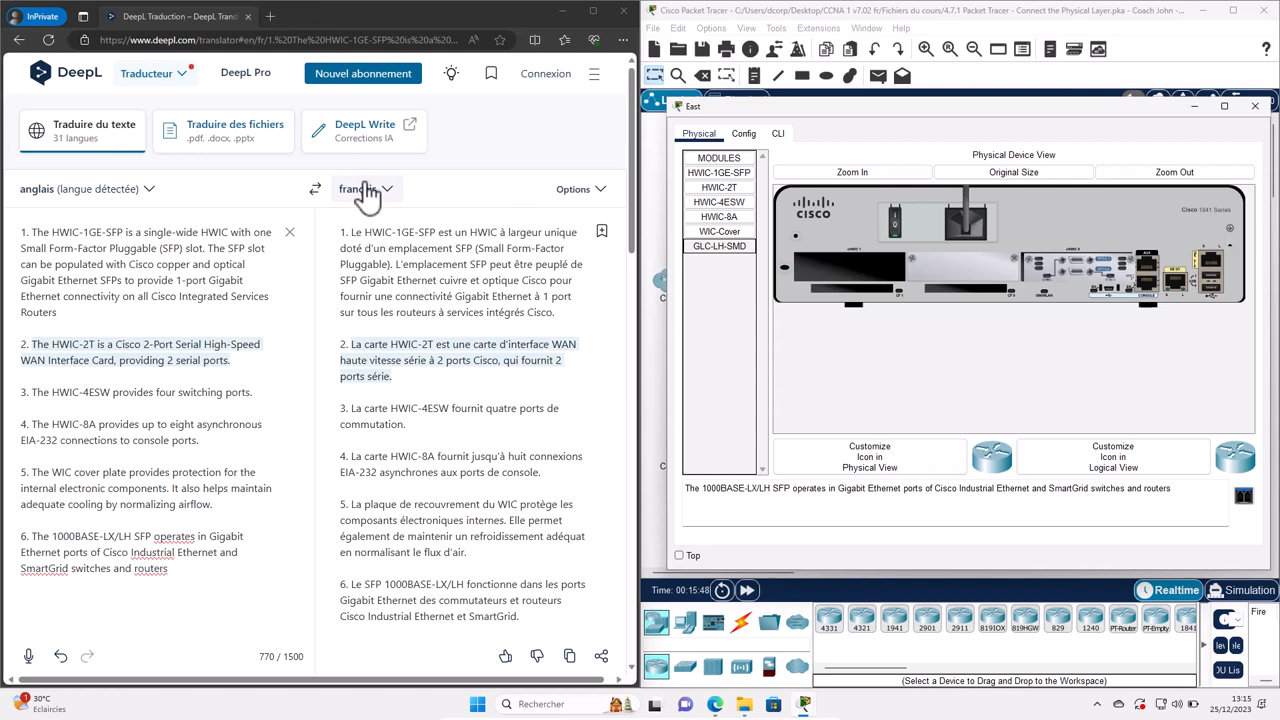 InPrivate
DeepL Traduction – DeepL Trans
https://www.deepl.com/translator#en/fr/1.%20The%20HWIC-1GE-SFP%20is%20a%20s...
DeepL
Traducteur
DeepL Pro
Nouvel abonnement
Connexion
Traduire du texte
31 langues
Traduire des fichiers
.pdf, .docx, .pptx
DeepL Write
Corrections IA
anglais (langue détectée)
français
Options
1. The HWIC-1GE-SFP is a single-wide HWIC with one
Small Form-Factor Pluggable (SFP) slot. The SFP slot
can be populated with Cisco copper and optical
Gigabit Ethernet SFPs to provide 1-port Gigabit
Ethernet connectivity on all Cisco Integrated Services
Routers
2. The HWIC-2T is a Cisco 2-Port Serial High-Speed
WAN Interface Card, providing 2 serial ports.
3. The HWIC-4ESW provides four switching ports.
4. The HWIC-8A provides up to eight asynchronous
EIA-232 connections to console ports.
5. The WIC cover plate provides protection for the
internal electronic components. It also helps maintain
adequate cooling by normalizing airflow.
6. The 1000BASE-LX/LH SFP operates in Gigabit
Ethernet ports of Cisco Industrial Ethernet and
SmartGrid switches and routers
1. Le HWIC-1GE-SFP est un HWIC à largeur unique
doté d'un emplacement SFP (Small Form-Factor
Pluggable). L'emplacement SFP peut être peuplé de
SFP Gigabit Ethernet cuivre et optique Cisco pour
fournir une connectivité Gigabit Ethernet à 1 port
sur tous les routeurs à services intégrés Cisco.
2. La carte HWIC-2T est une carte d'interface WAN
haute vitesse série à 2 ports Cisco, qui fournit 2
ports série.
3. La carte HWIC-4ESW fournit quatre ports de
commutation.
4. La carte HWIC-8A fournit jusqu'à huit connexions
EIA-232 asynchrones aux ports de console.
5. La plaque de recouvrement du WIC protège les
composants électroniques internes. Elle permet
également de maintenir un refroidissement adéquat
en normalisant le flux d'air.
6. Le SFP 1000BASE-LX/LH fonctionne dans les ports
Gigabit Ethernet des commutateurs et routeurs
Cisco Industrial Ethernet et SmartGrid.
770 / 1500
Cisco Packet Tracer - C:/Users/dcorp/Desktop/CCNA 1 v7.02 fr/Fichiers du cours/4.7.1 Packet Tracer - Connect the Physical Layer.pka - Coach John -
File Edit Options View Tools Extensions Window Help
East
Physical Config CLI
MODULES
HWIC-1GE-SFP
HWIC-2T
HWIC-4ESW
HWIC-8A
WIC-Cover
GLC-LH-SMD
Physical Device View
Zoom In
Original Size
Zoom Out
CISCO
Cisco 1941 Series
Customize
Icon in
Physical View
Customize
Icon in
Logical View
The 1000BASE-LX/LH SFP operates in Gigabit Ethernet ports of Cisco Industrial Ethernet and SmartGrid switches and routers
Top
Time: 00:15:48
Realtime
Simulation
4331 4321 1941 2901 2911 819IOX 819HGW 829 1240 PT-Router PT-Empty 1841
Fire
(Select a Device to Drag and Drop to the Workspace)
30°C
Eclaircies
Rechercher
13:15
25/12/2023